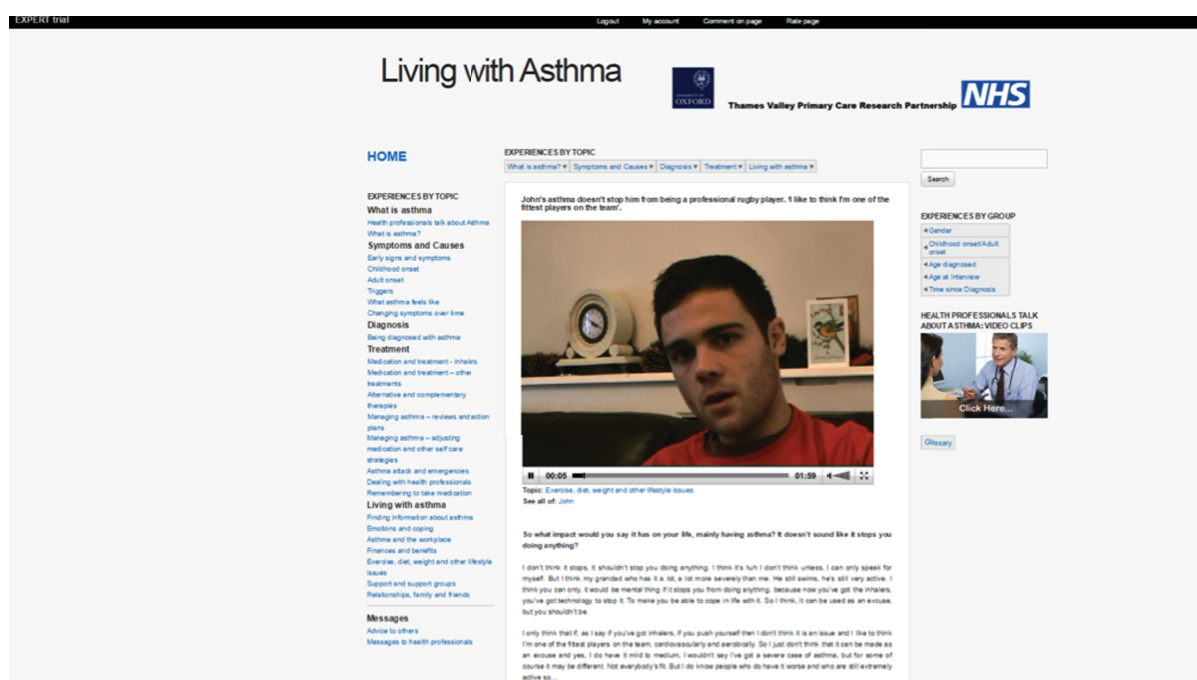 EXPERT trial
Logout My account Comment on page Rate page
Living with Asthma
UNIVERSITY OF
OXFORD
Thames Valley Primary Care Research Partnership
NHS
HOME
EXPERIENCES BY TOPIC
What is asthma
Health professionals talk about Asthma
What is asthma?
Symptoms and Causes
Early signs and symptoms
Childhood onset
Adult onset
Triggers
What asthma feels like
Changing symptoms over time
Diagnosis
Being diagnosed with asthma
Treatment
Medication and treatment - inhalers
Medication and treatment – other
treatments
Alternative and complementary
therapies
Managing asthma – reviews and action
plans
Managing asthma – adjusting
medication and other self care
strategies
Asthma attack and emergencies
Dealing with health professionals
Remembering to take medication
Living with asthma
Finding information about asthma
Emotions and coping
Asthma and the workplace
Finances and benefits
Exercise, diet, weight and other lifestyle
issues
Support and support groups
Relationships, family and friends
Messages
Advice to others
Messages to health professionals
EXPERIENCES BY TOPIC
What is asthma? Symptoms and Causes Diagnosis Treatment Living with asthma
John's asthma doesn't stop him from being a professional rugby player. 'I like to think I'm one of the
fittest players on the team'.
00:05 01:59
Topic: Exercise, diet, weight and other lifestyle issues
See all of: John
So what impact would you say it has on your life, mainly having asthma? It doesn't sound like it stops you
doing anything?
I don't think it stops, it shouldn't stop you doing anything. I think it's huh I don't think unless, I can only speak for
myself. But I think my grandad who has it a lot, a lot more severely than me. He still swims, he's still very active. I
think you can only, it would be mental thing if it stops you from doing anything, because now you've got the inhalers,
you've got technology to stop it. To make you be able to cope in life with it. So I think, it can be used as an excuse,
but you shouldn't be.
I only think that if, as I say if you've got inhalers, if you push yourself then I don't think it is an issue and I like to think
I'm one of the fittest players on the team, cardiovascularly and aerobically. So I just don't think that it can be made as
an excuse and yes, I do have it mild to medium, I wouldn't say I've got a severe case of asthma, but for some of
course it may be different. Not everybody's fit. But I do know people who do have it worse and who are still extremely
active so...
Search
EXPERIENCES BY GROUP
Gender
Childhood onset/Adult
onset
Age diagnosed
Age at Interview
Time since Diagnosis
HEALTH PROFESSIONALS TALK
ABOUT ASTHMA: VIDEO CLIPS
Click Here...
Glossary